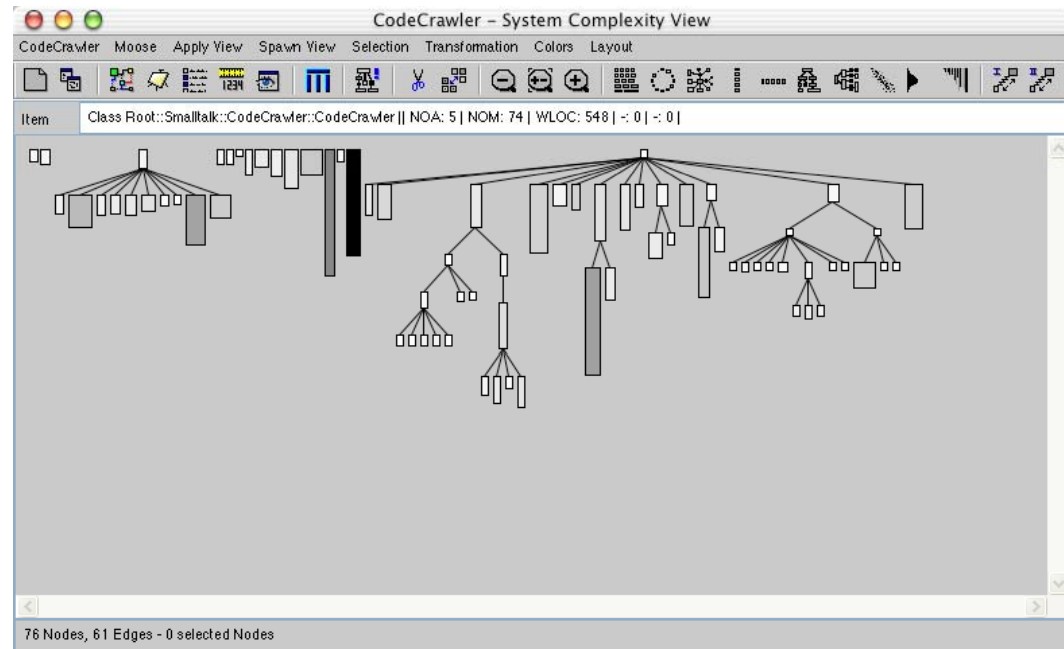 CodeCrawler – System Complexity View
CodeCrawler Moose Apply View Spawn View Selection Transformation Colors Layout
1234
Item Class Root::Smalltalk::CodeCrawler::CodeCrawler || NOA: 5 | NOM: 74 | WLOC: 548 | -: 0 | -: 0 |
76 Nodes, 61 Edges - 0 selected Nodes